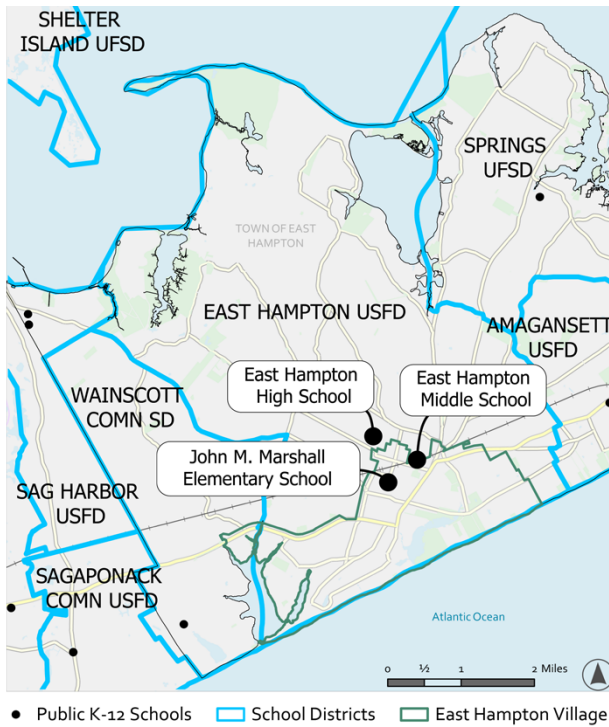 SHELTER
ISLAND UFSD
SPRINGS
UFSD
TOWN OF EAST
HAMPTON
EAST HAMPTON USFD
AMAGANSETT
USFD
WAINSCOTT
COMN SD
East Hampton
High School
East Hampton
Middle School
John M. Marshall
Elementary School
SAG HARBOR
USFD
SAGAPONACK
COMN USFD
Atlantic Ocean
0 ½ 1 2 Miles
Public K-12 Schools School Districts East Hampton Village